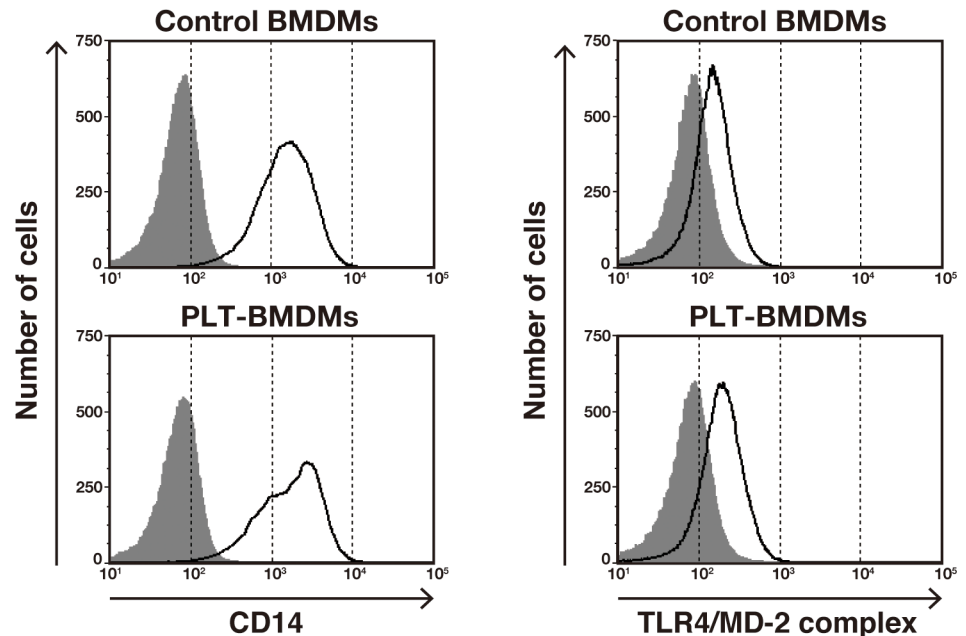 Control BMDMs
750
500
250
0
10¹ 10² 10³ 10⁴ 10⁵
PLT-BMDMs
750
500
250
0
10¹ 10² 10³ 10⁴ 10⁵
Number of cells
CD14
Control BMDMs
750
500
250
0
10¹ 10² 10³ 10⁴ 10⁵
PLT-BMDMs
750
500
250
0
10¹ 10² 10³ 10⁴ 10⁵
Number of cells
TLR4/MD-2 complex